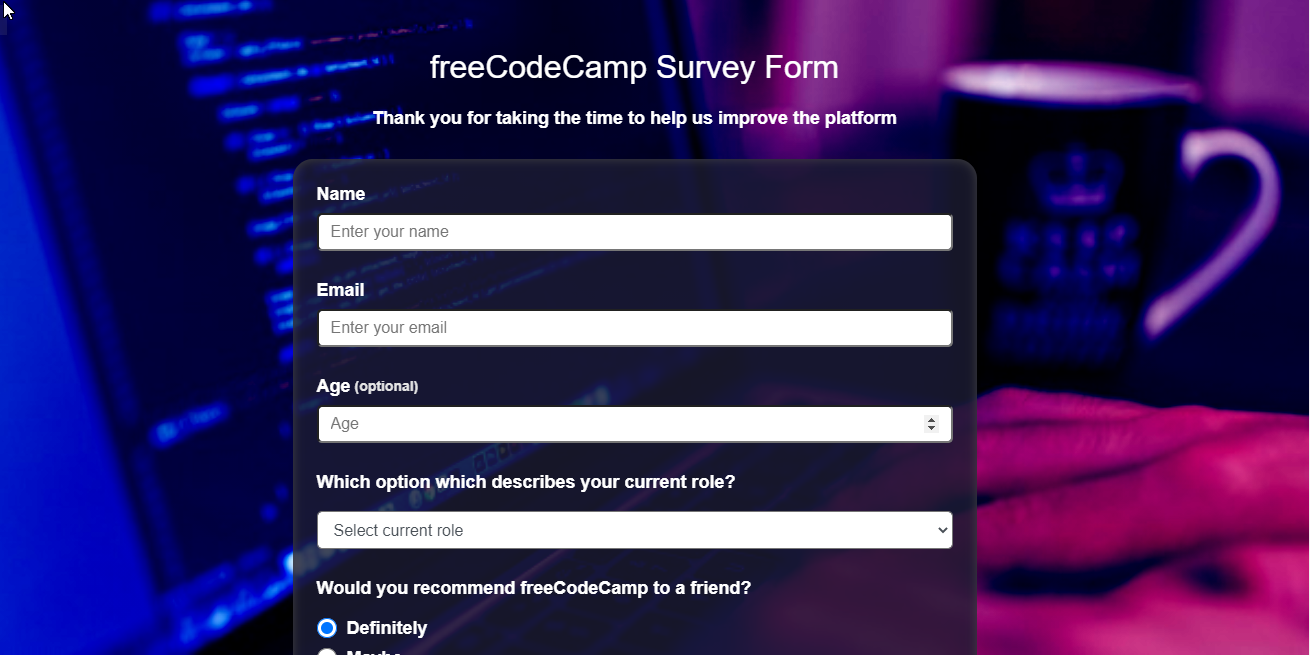 freeCodeCamp Survey Form
Thank you for taking the time to help us improve the platform
Name
Enter your name
Email
Enter your email
Age (optional)
Age
Which option which describes your current role?
Select current role
Would you recommend freeCodeCamp to a friend?
Definitely
Maybe